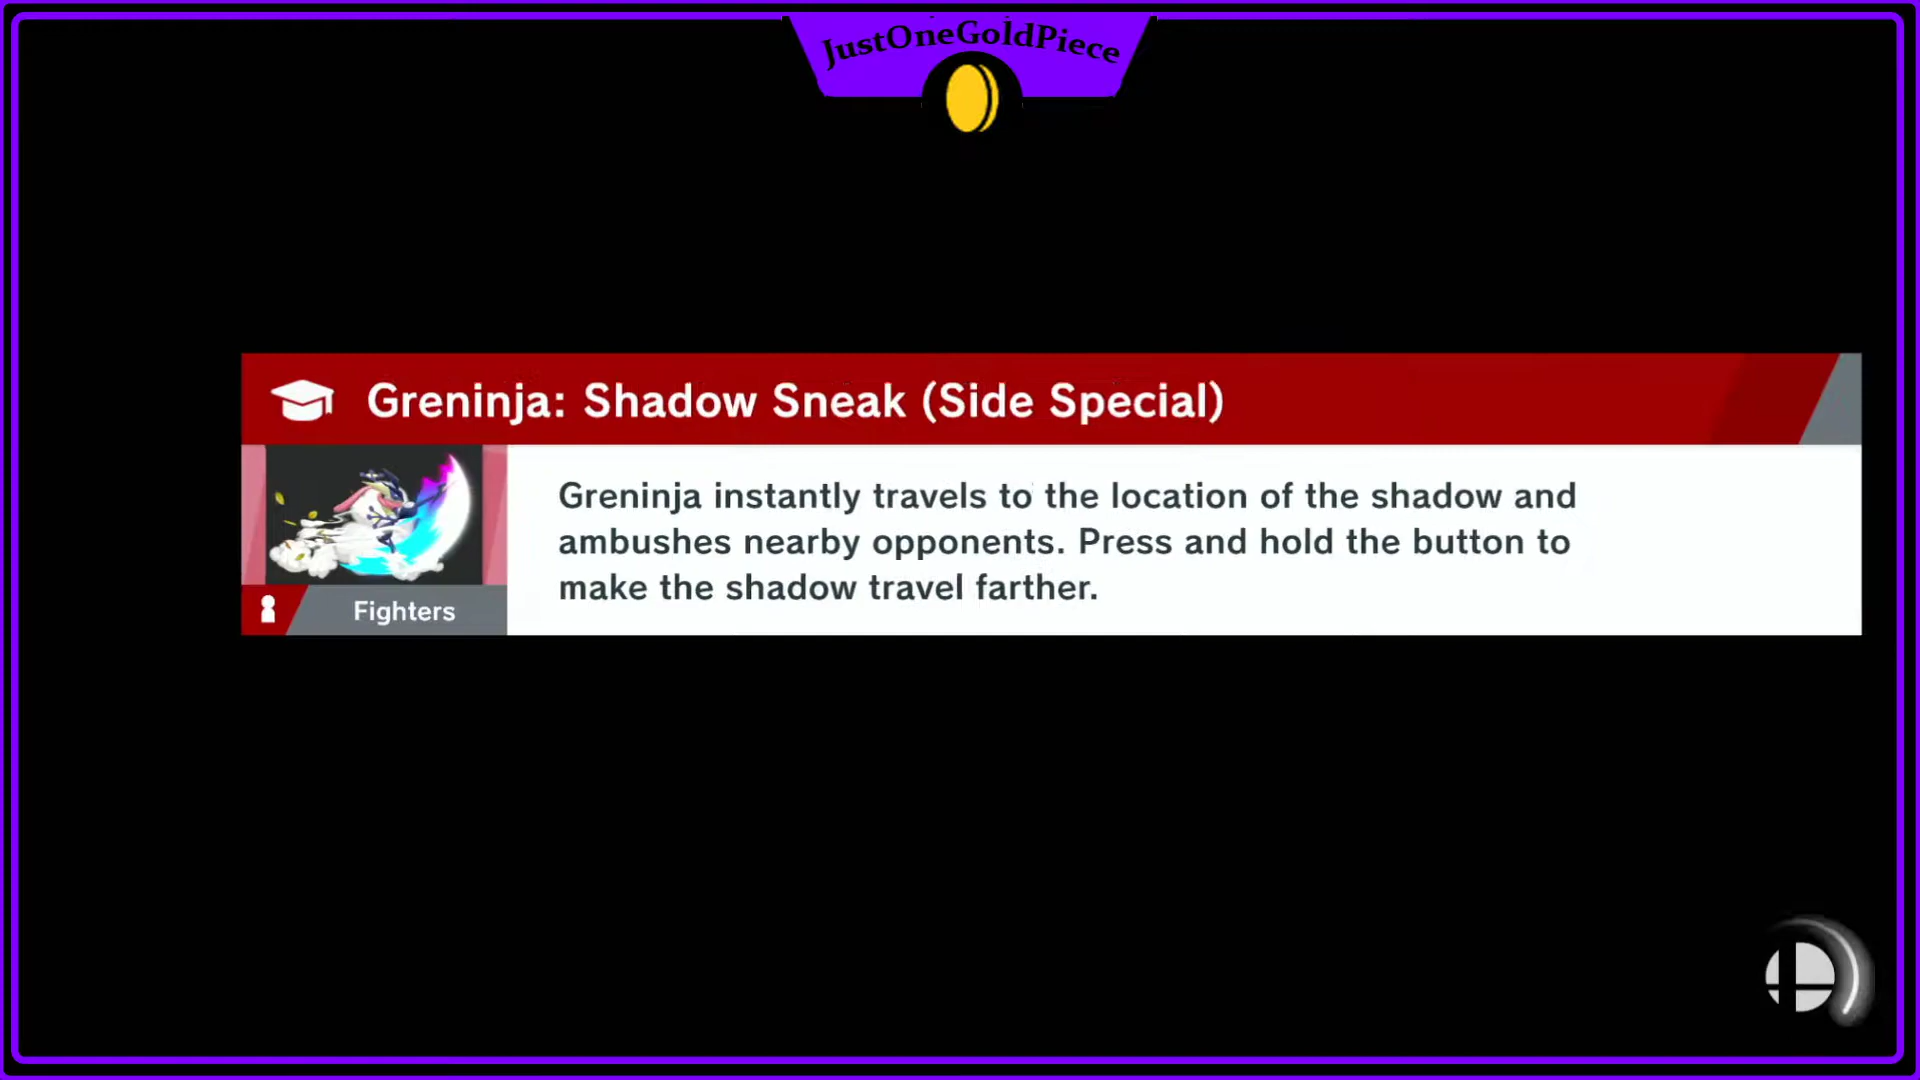 JustOneGoldPiece
Greninja: Shadow Sneak (Side Special)
Greninja instantly travels to the location of the shadow and
ambushes nearby opponents. Press and hold the button to
make the shadow travel farther.
Fighters